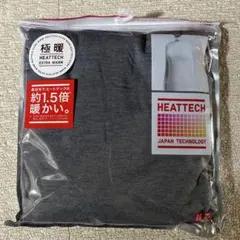 極暖
HEATTECH
EXTRA WARM
約1.5倍
暖かい。
HEATTECH
JAPAN TECHNOLOGY